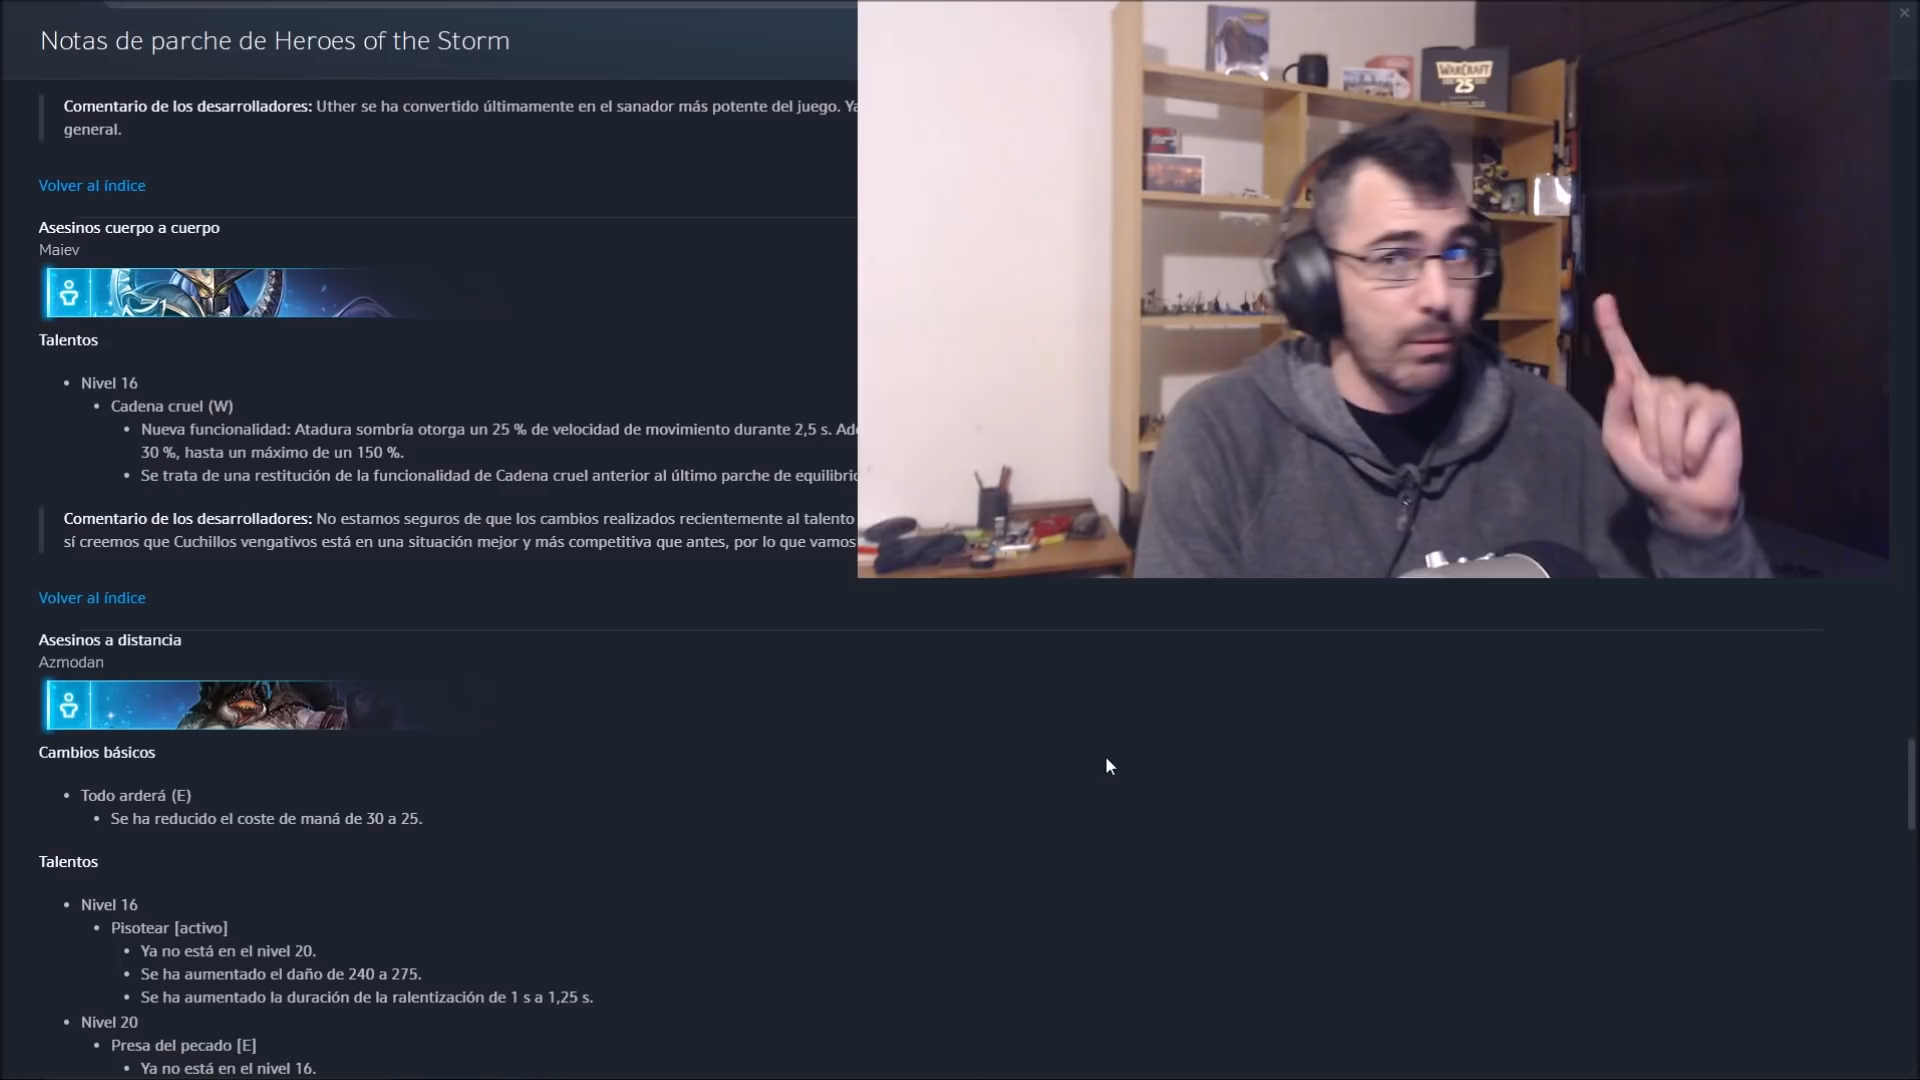 Notas de parche de Heroes of the Storm
Comentario de los desarrolladores: Uther se ha convertido últimamente en el sanador más potente del juego. Ya
general.
Volver al índice
Asesinos cuerpo a cuerpo
Maiev
Talentos
Nivel 16
Cadena cruel (W)
Nueva funcionalidad: Atadura sombría otorga un 25 % de velocidad de movimiento durante 2,5 s. Ade
30 %, hasta un máximo de un 150 %.
Se trata de una restitución de la funcionalidad de Cadena cruel anterior al último parche de equilibrio
Comentario de los desarrolladores: No estamos seguros de que los cambios realizados recientemente al talento
sí creemos que Cuchillos vengativos está en una situación mejor y más competitiva que antes, por lo que vamos
Volver al índice
Asesinos a distancia
Azmodan
Cambios básicos
Todo arderá (E)
Se ha reducido el coste de maná de 30 a 25.
Talentos
Nivel 16
Pisotear [activo]
Ya no está en el nivel 20.
Se ha aumentado el daño de 240 a 275.
Se ha aumentado la duración de la ralentización de 1 s a 1,25 s.
Nivel 20
Presa del pecado [E]
Ya no está en el nivel 16.
WARCRAFT
25